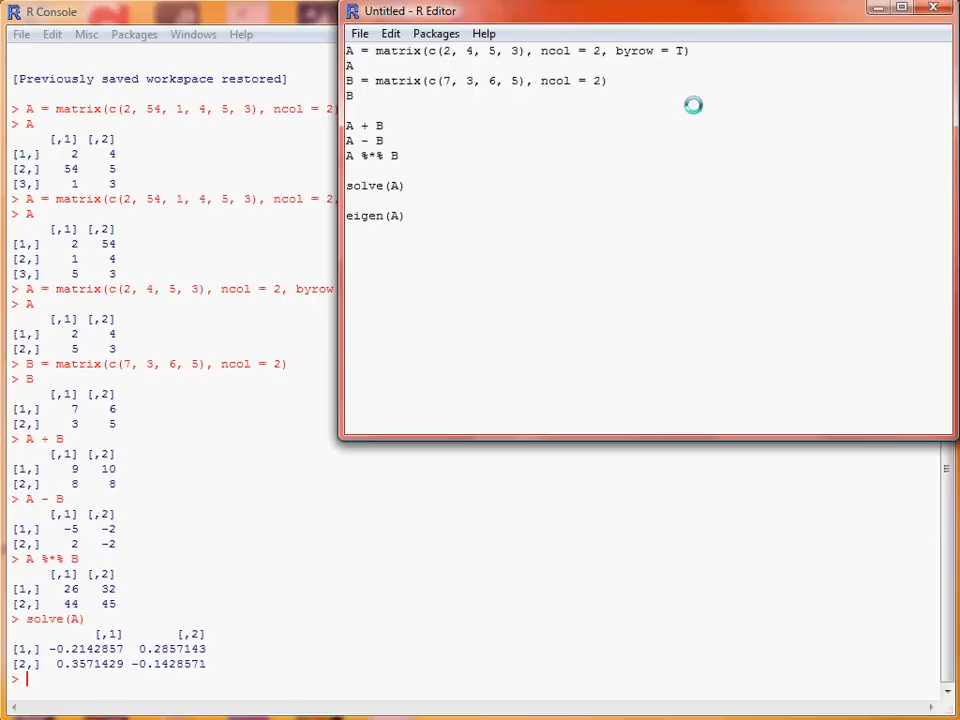 R Console
File Edit Misc Packages Windows Help
[Previously saved workspace restored]
> A = matrix(c(2, 54, 1, 4, 5, 3), ncol = 2)
> A
[,1] [,2]
[1,] 2 4
[2,] 54 5
[3,] 1 3
> A = matrix(c(2, 54, 1, 4, 5, 3), ncol = 2,
> A
[,1] [,2]
[1,] 2 54
[2,] 1 4
[3,] 5 3
> A = matrix(c(2, 4, 5, 3), ncol = 2, byrow
> A
[,1] [,2]
[1,] 2 4
[2,] 5 3
> B = matrix(c(7, 3, 6, 5), ncol = 2)
> B
[,1] [,2]
[1,] 7 6
[2,] 3 5
> A + B
[,1] [,2]
[1,] 9 10
[2,] 8 8
> A - B
[,1] [,2]
[1,] -5 -2
[2,] 2 -2
> A %*% B
[,1] [,2]
[1,] 26 32
[2,] 44 45
> solve(A)
[,1] [,2]
[1,] -0.2142857 0.2857143
[2,] 0.3571429 -0.1428571
>
Untitled - R Editor
File Edit Packages Help
A = matrix(c(2, 4, 5, 3), ncol = 2, byrow = T)
A
B = matrix(c(7, 3, 6, 5), ncol = 2)
B
A + B
A - B
A %*% B
solve(A)
eigen(A)